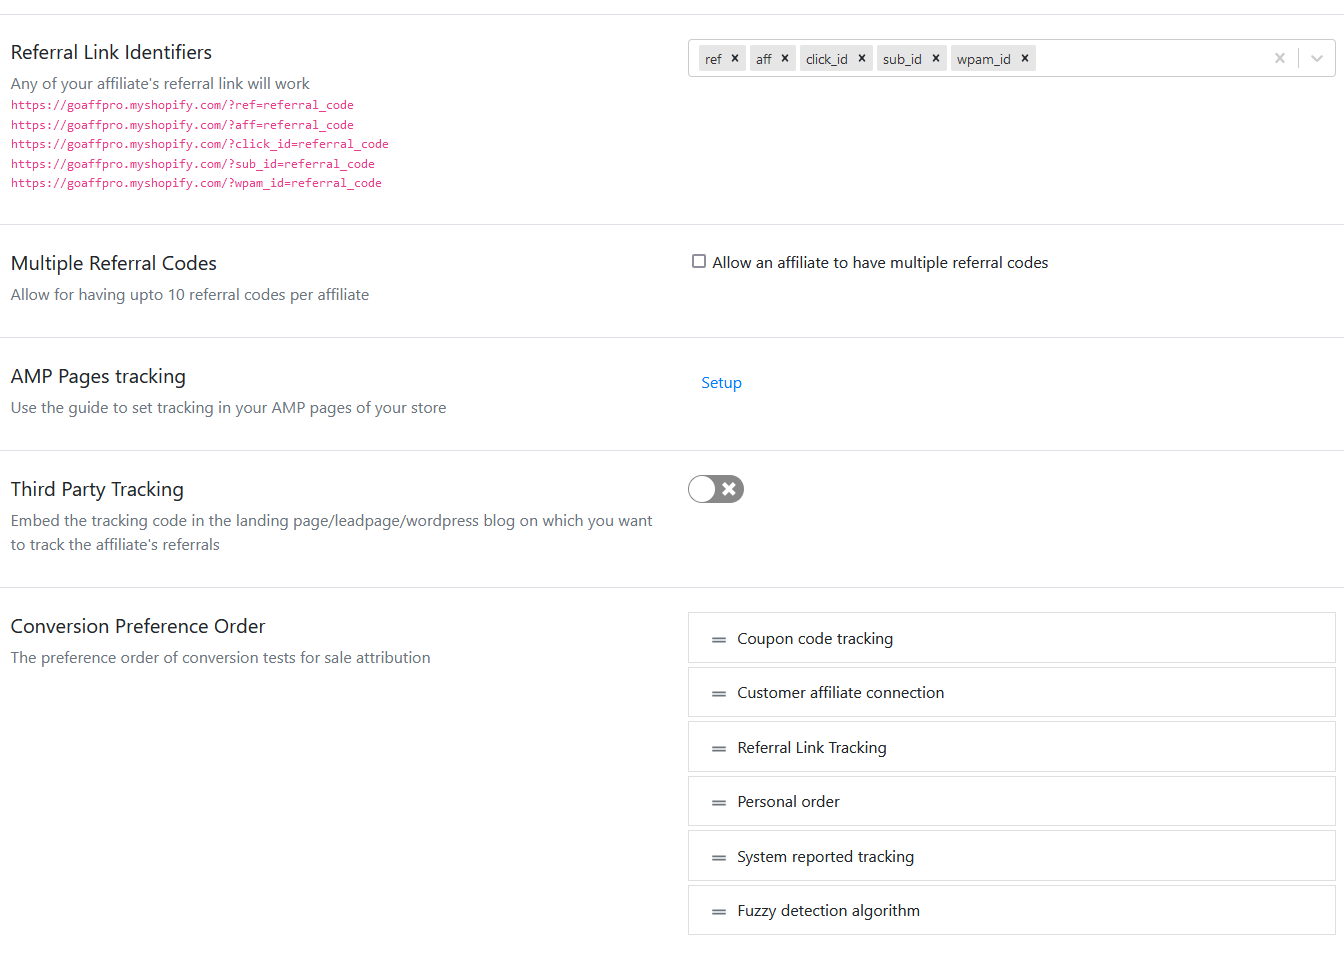 Referral Link Identifiers
ref × aff × click_id × sub_id × wpam_id ×
Any of your affiliate's referral link will work
https://goaffpro.myshopify.com/?ref=referral_code
https://goaffpro.myshopify.com/?aff=referral_code
https://goaffpro.myshopify.com/?click_id=referral_code
https://goaffpro.myshopify.com/?sub_id=referral_code
https://goaffpro.myshopify.com/?wpam_id=referral_code
Multiple Referral Codes
Allow an affiliate to have multiple referral codes
Allow for having upto 10 referral codes per affiliate
AMP Pages tracking
Setup
Use the guide to set tracking in your AMP pages of your store
Third Party Tracking
Embed the tracking code in the landing page/leadpage/wordpress blog on which you want
to track the affiliate's referrals
Conversion Preference Order
The preference order of conversion tests for sale attribution
Coupon code tracking
Customer affiliate connection
Referral Link Tracking
Personal order
System reported tracking
Fuzzy detection algorithm